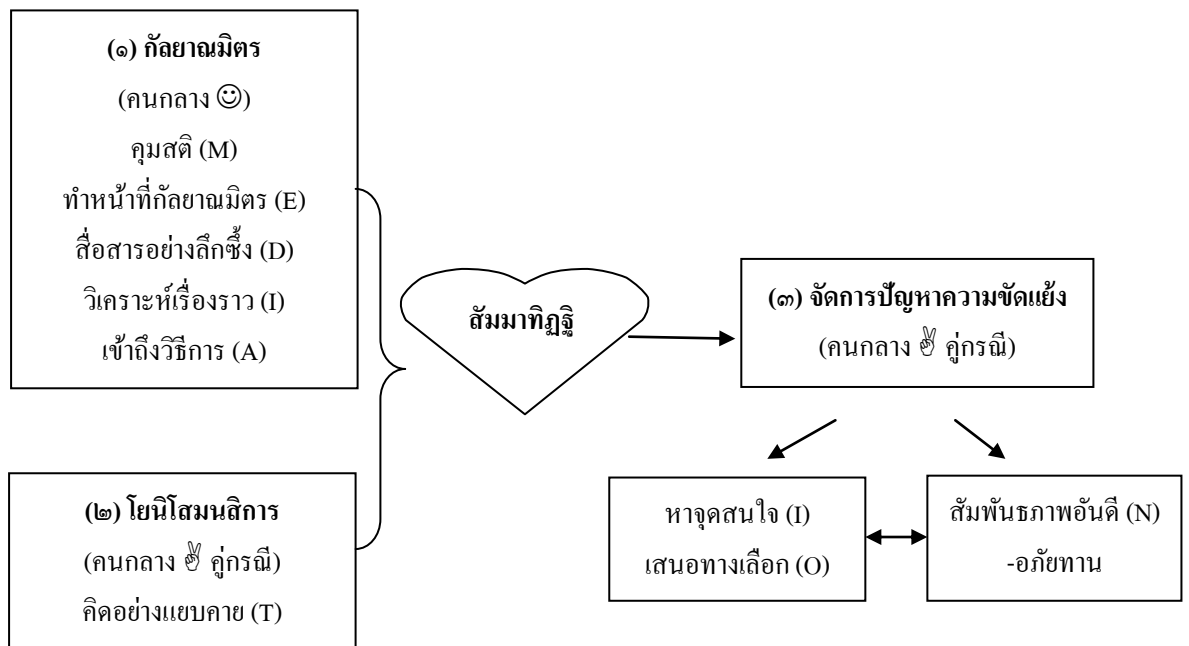 (๑) กัลยาณมิตร
(คนกลาง ☺)
คุมสติ (M)
ทำหน้าที่กัลยาณมิตร (E)
สื่อสารอย่างลึกซึ้ง (D)
วิเคราะห์เรื่องราว (I)
เข้าถึงวิธีการ (A)
(๒) โยนิโสมนสิการ
(คนกลาง ✌ คู่กรณี)
คิดอย่างแยบคาย (T)
สัมมาทิฏฐิ
(๓) จัดการปัญหาความขัดแย้ง
(คนกลาง ✌ คู่กรณี)
หาจุดสนใจ (I)
เสนอทางเลือก (O)
สัมพันธภาพอันดี (N)
-อภัยทาน